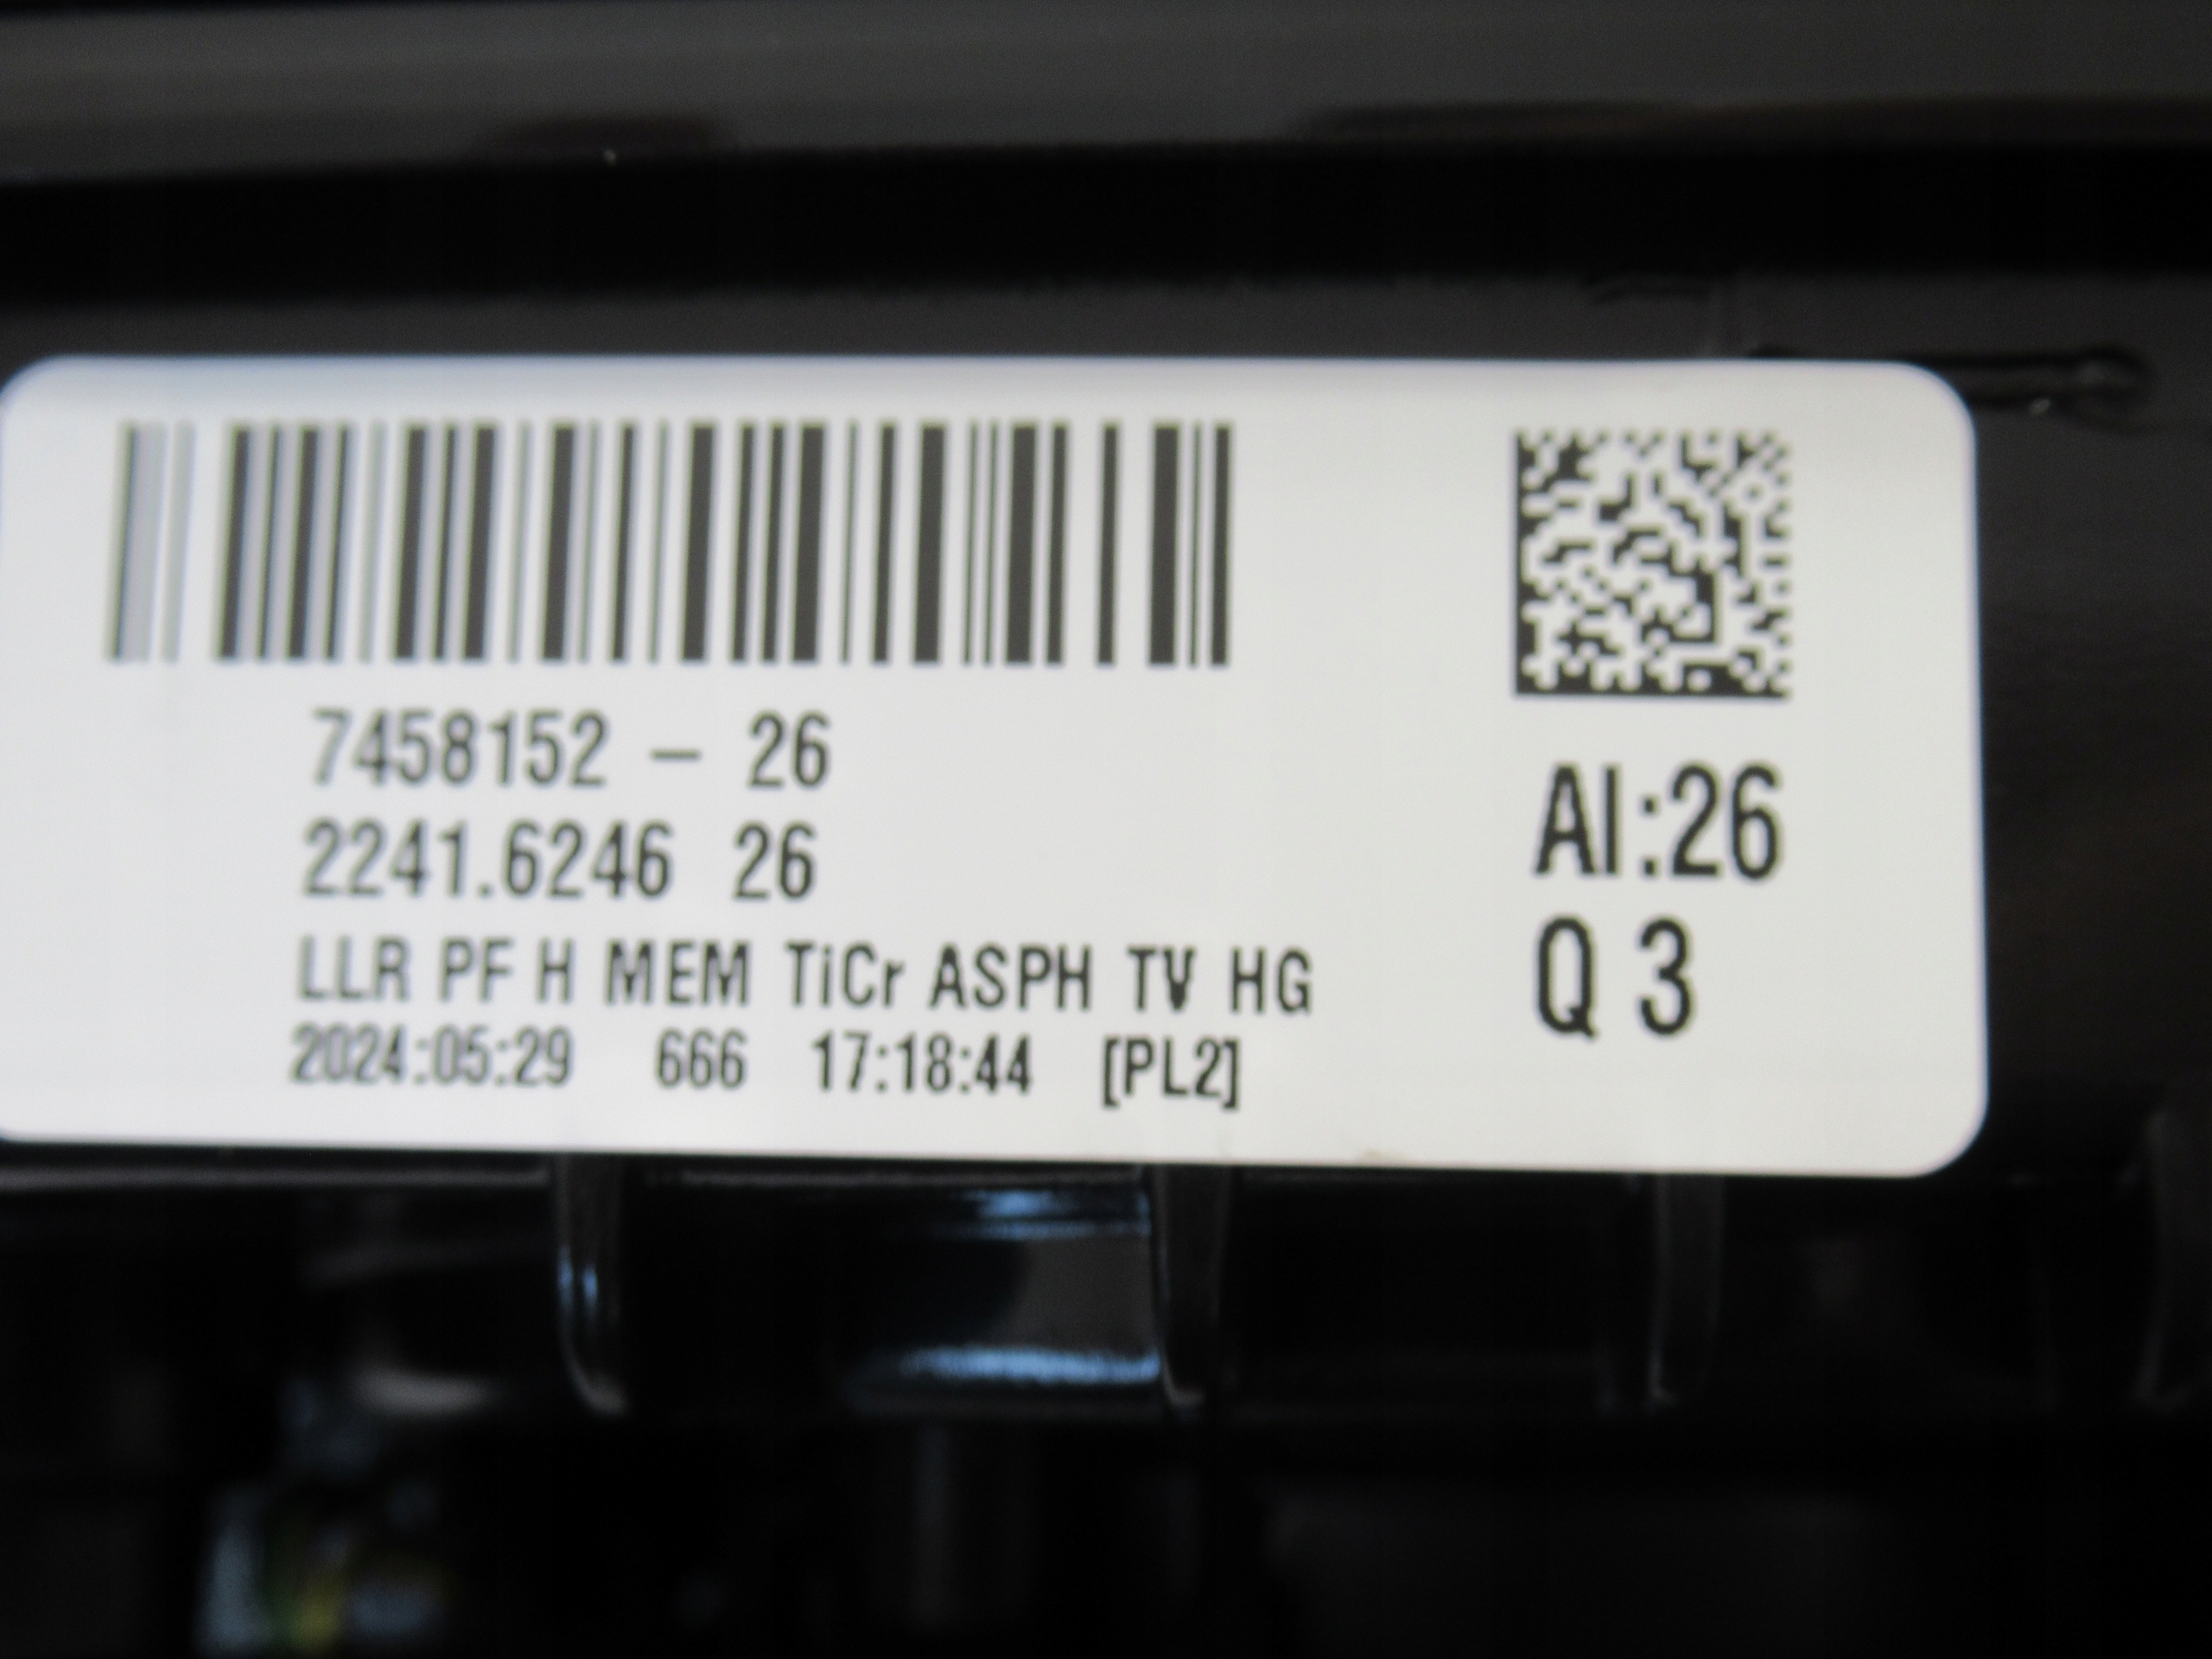 7458152 – 26
2241.6246 26
LLR PF H MEM TiCr ASPH TV HG
2024:05:29 666 17:18:44 [PL2]
AI:26
Q 3